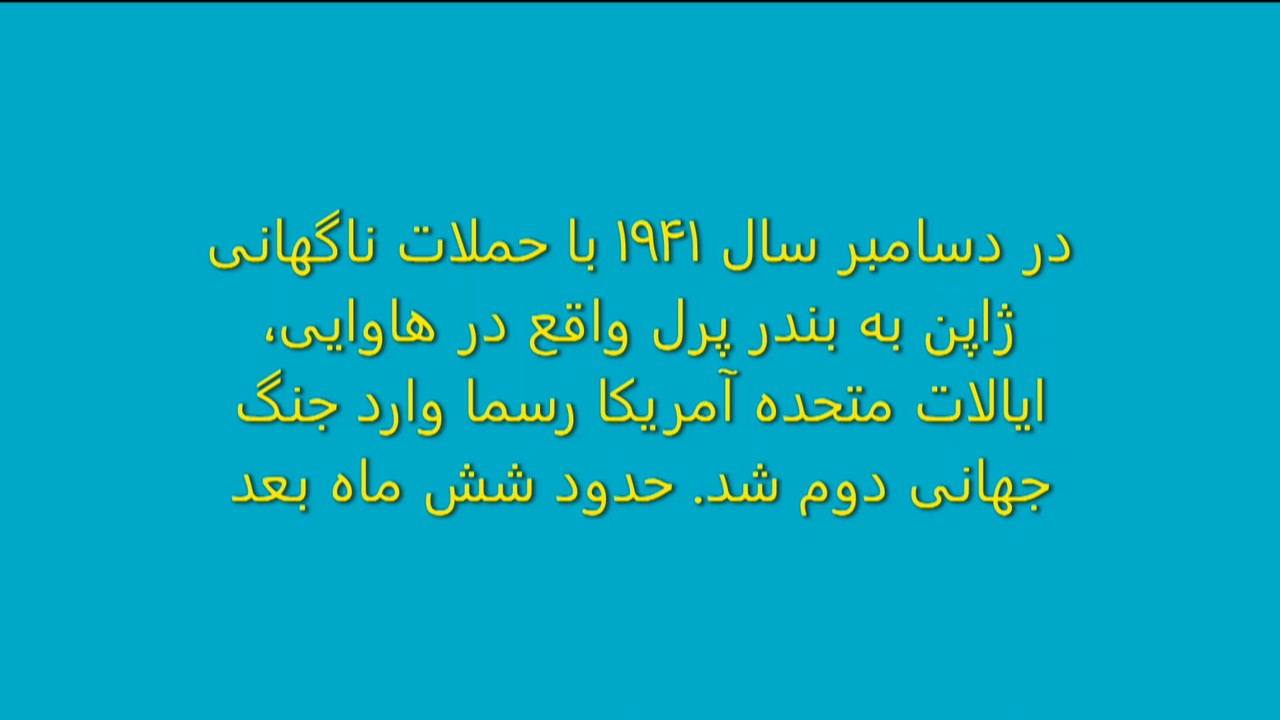 در دسامبر سال ۱۹۴۱ با حملات ناگهانی
ژاپن به بندر پرل واقع در هاوایی،
ایالات متحده آمریکا رسما وارد جنگ
جهانی دوم شد. حدود شش ماه بعد